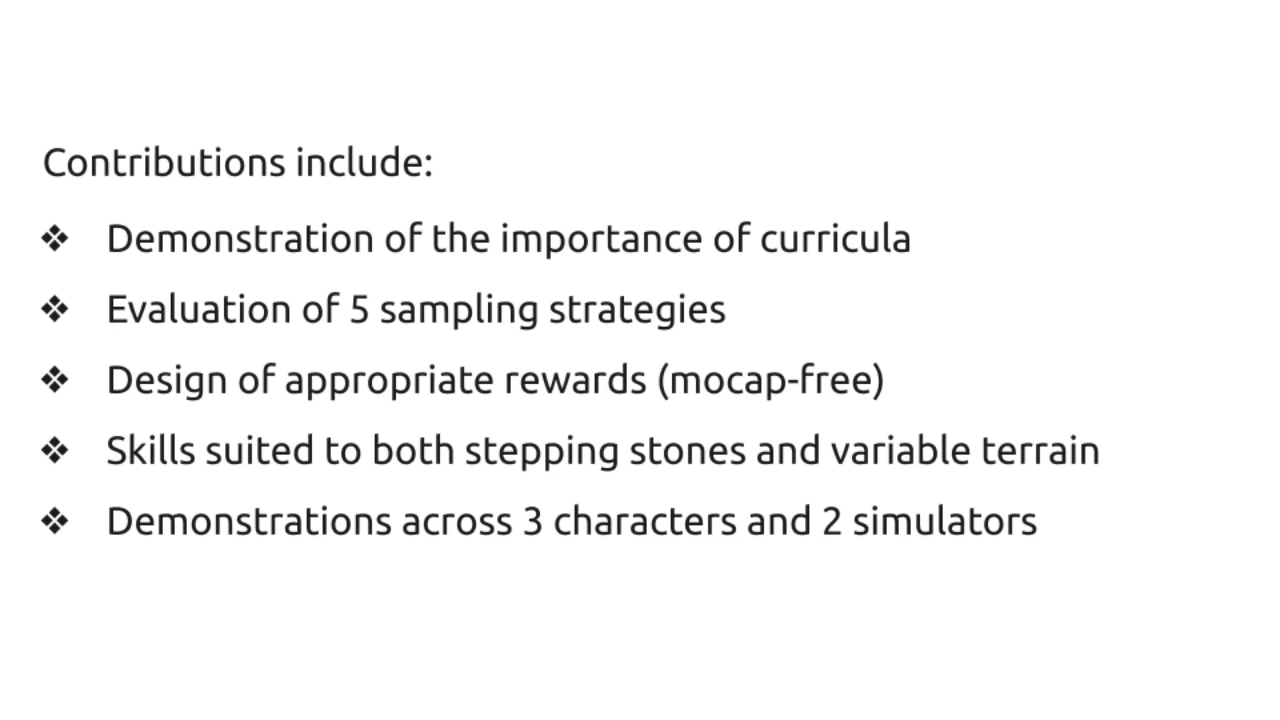 Contributions include:
❖ Demonstration of the importance of curricula
❖ Evaluation of 5 sampling strategies
❖ Design of appropriate rewards (mocap-free)
❖ Skills suited to both stepping stones and variable terrain
❖ Demonstrations across 3 characters and 2 simulators